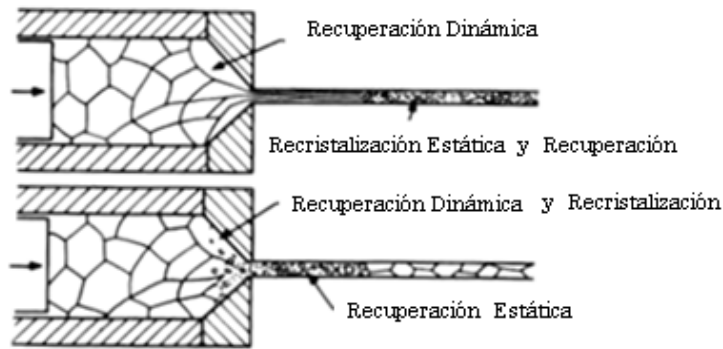 Recuperación Dinámica
Recristalización Estática y Recuperación
Recuperación Dinámica y Recristalización
Recuperación Estática